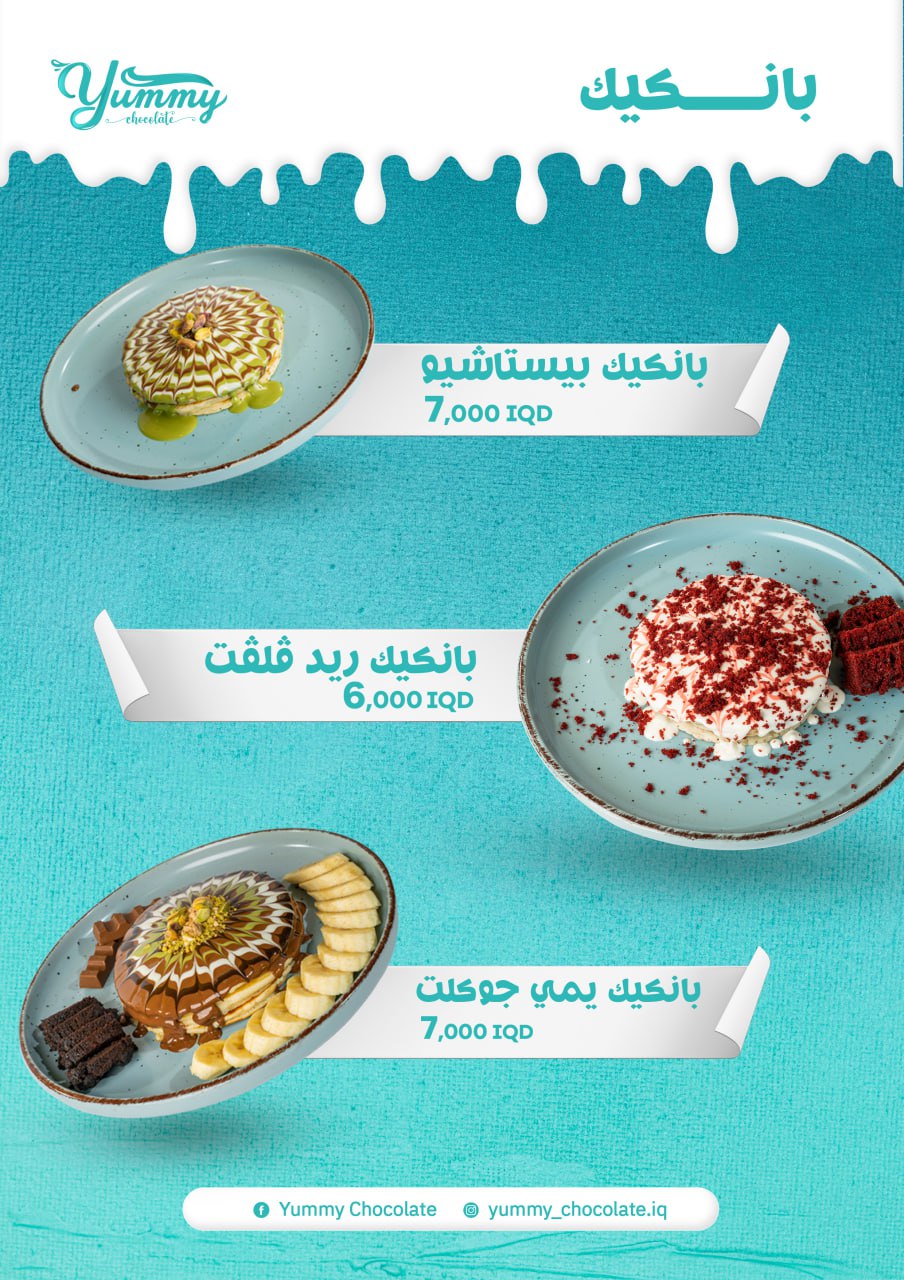 Yummy
chocolate
بانـــكيك
بانكيك بيستاشيو
7,000 IQD
بانكيك ريد ڤلڤت
6,000 IQD
بانكيك يمي جوكلت
7,000 IQD
Yummy Chocolate
yummy_chocolate.iq